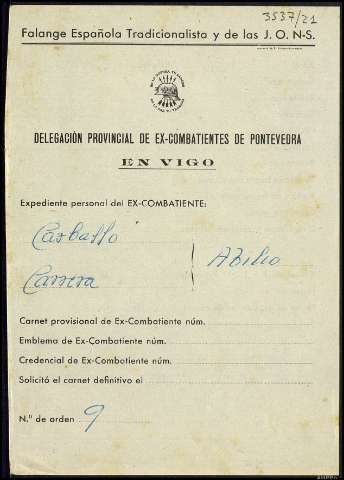 3537/21
Falange Española Tradicionalista y de las J. O. N-S.
DELEGACIÓN PROVINCIAL DE EX-COMBATIENTES DE PONTEVEDRA
EN VIGO
Expediente personal del EX-COMBATIENTE:
Carballo
Abilio
Carrera
Carnet provisional de Ex-Combatiente núm.
Emblema de Ex-Combatiente núm.
Credencial de Ex-Combatiente núm.
Solicitó el carnet definitivo el
N.º de orden 9